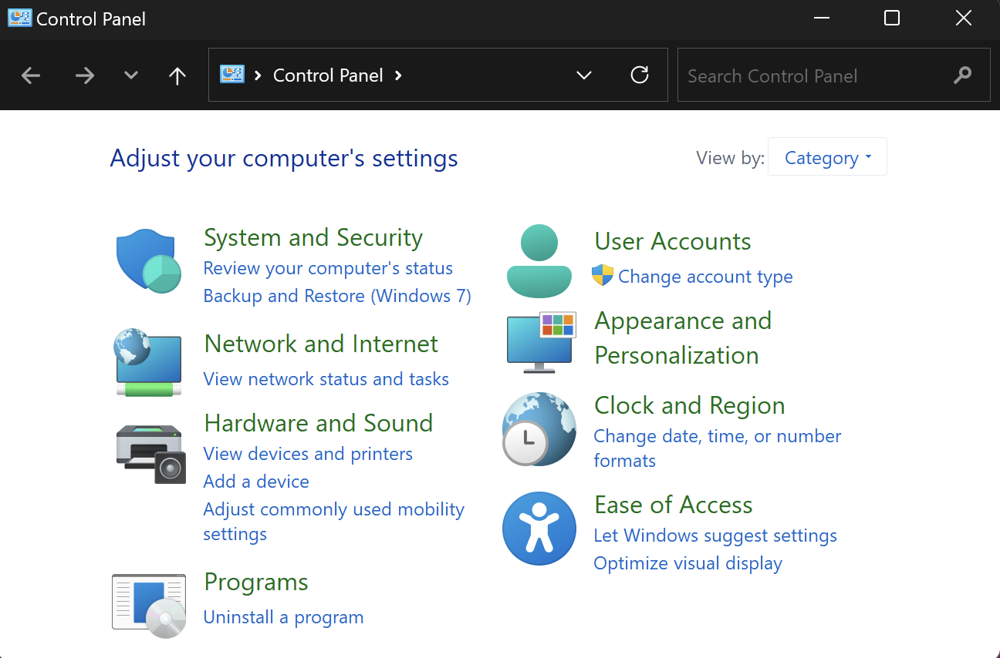 Control Panel
Control Panel
Search Control Panel
Adjust your computer's settings
View by: Category
System and Security
Review your computer's status
Backup and Restore (Windows 7)
Network and Internet
View network status and tasks
Hardware and Sound
View devices and printers
Add a device
Adjust commonly used mobility
settings
Programs
Uninstall a program
User Accounts
Change account type
Appearance and
Personalization
Clock and Region
Change date, time, or number
formats
Ease of Access
Let Windows suggest settings
Optimize visual display